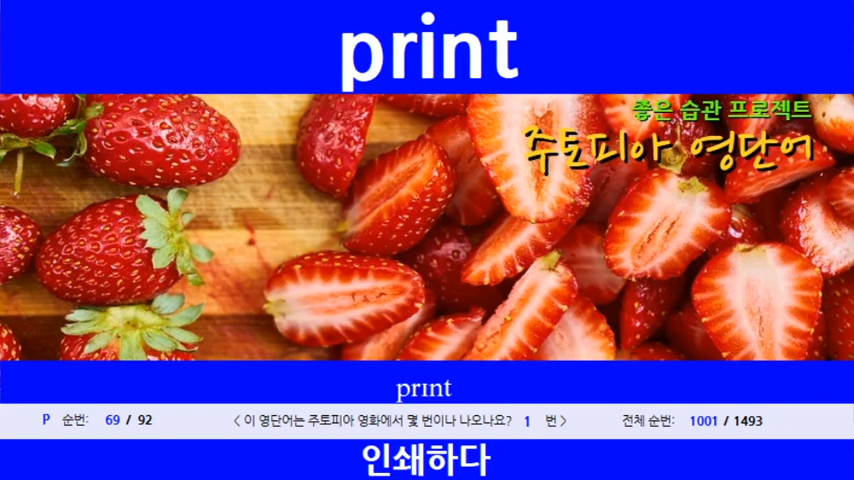 print
좋은 습관 프로젝트
주토피아 영단어
prınt
P 순번: 69 / 92 < 이 영단어는 주토피아 영화에서 몇 번이나 나오나요? 1 번 > 전체 순번: 1001 / 1493
인쇄하다